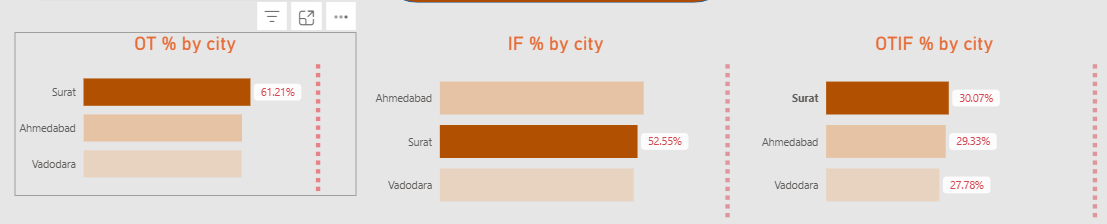 OT % by city
Surat 61.21%
Ahmedabad
Vadodara
IF % by city
Ahmedabad
Surat 52.55%
Vadodara
OTIF % by city
Surat 30.07%
Ahmedabad 29.33%
Vadodara 27.78%